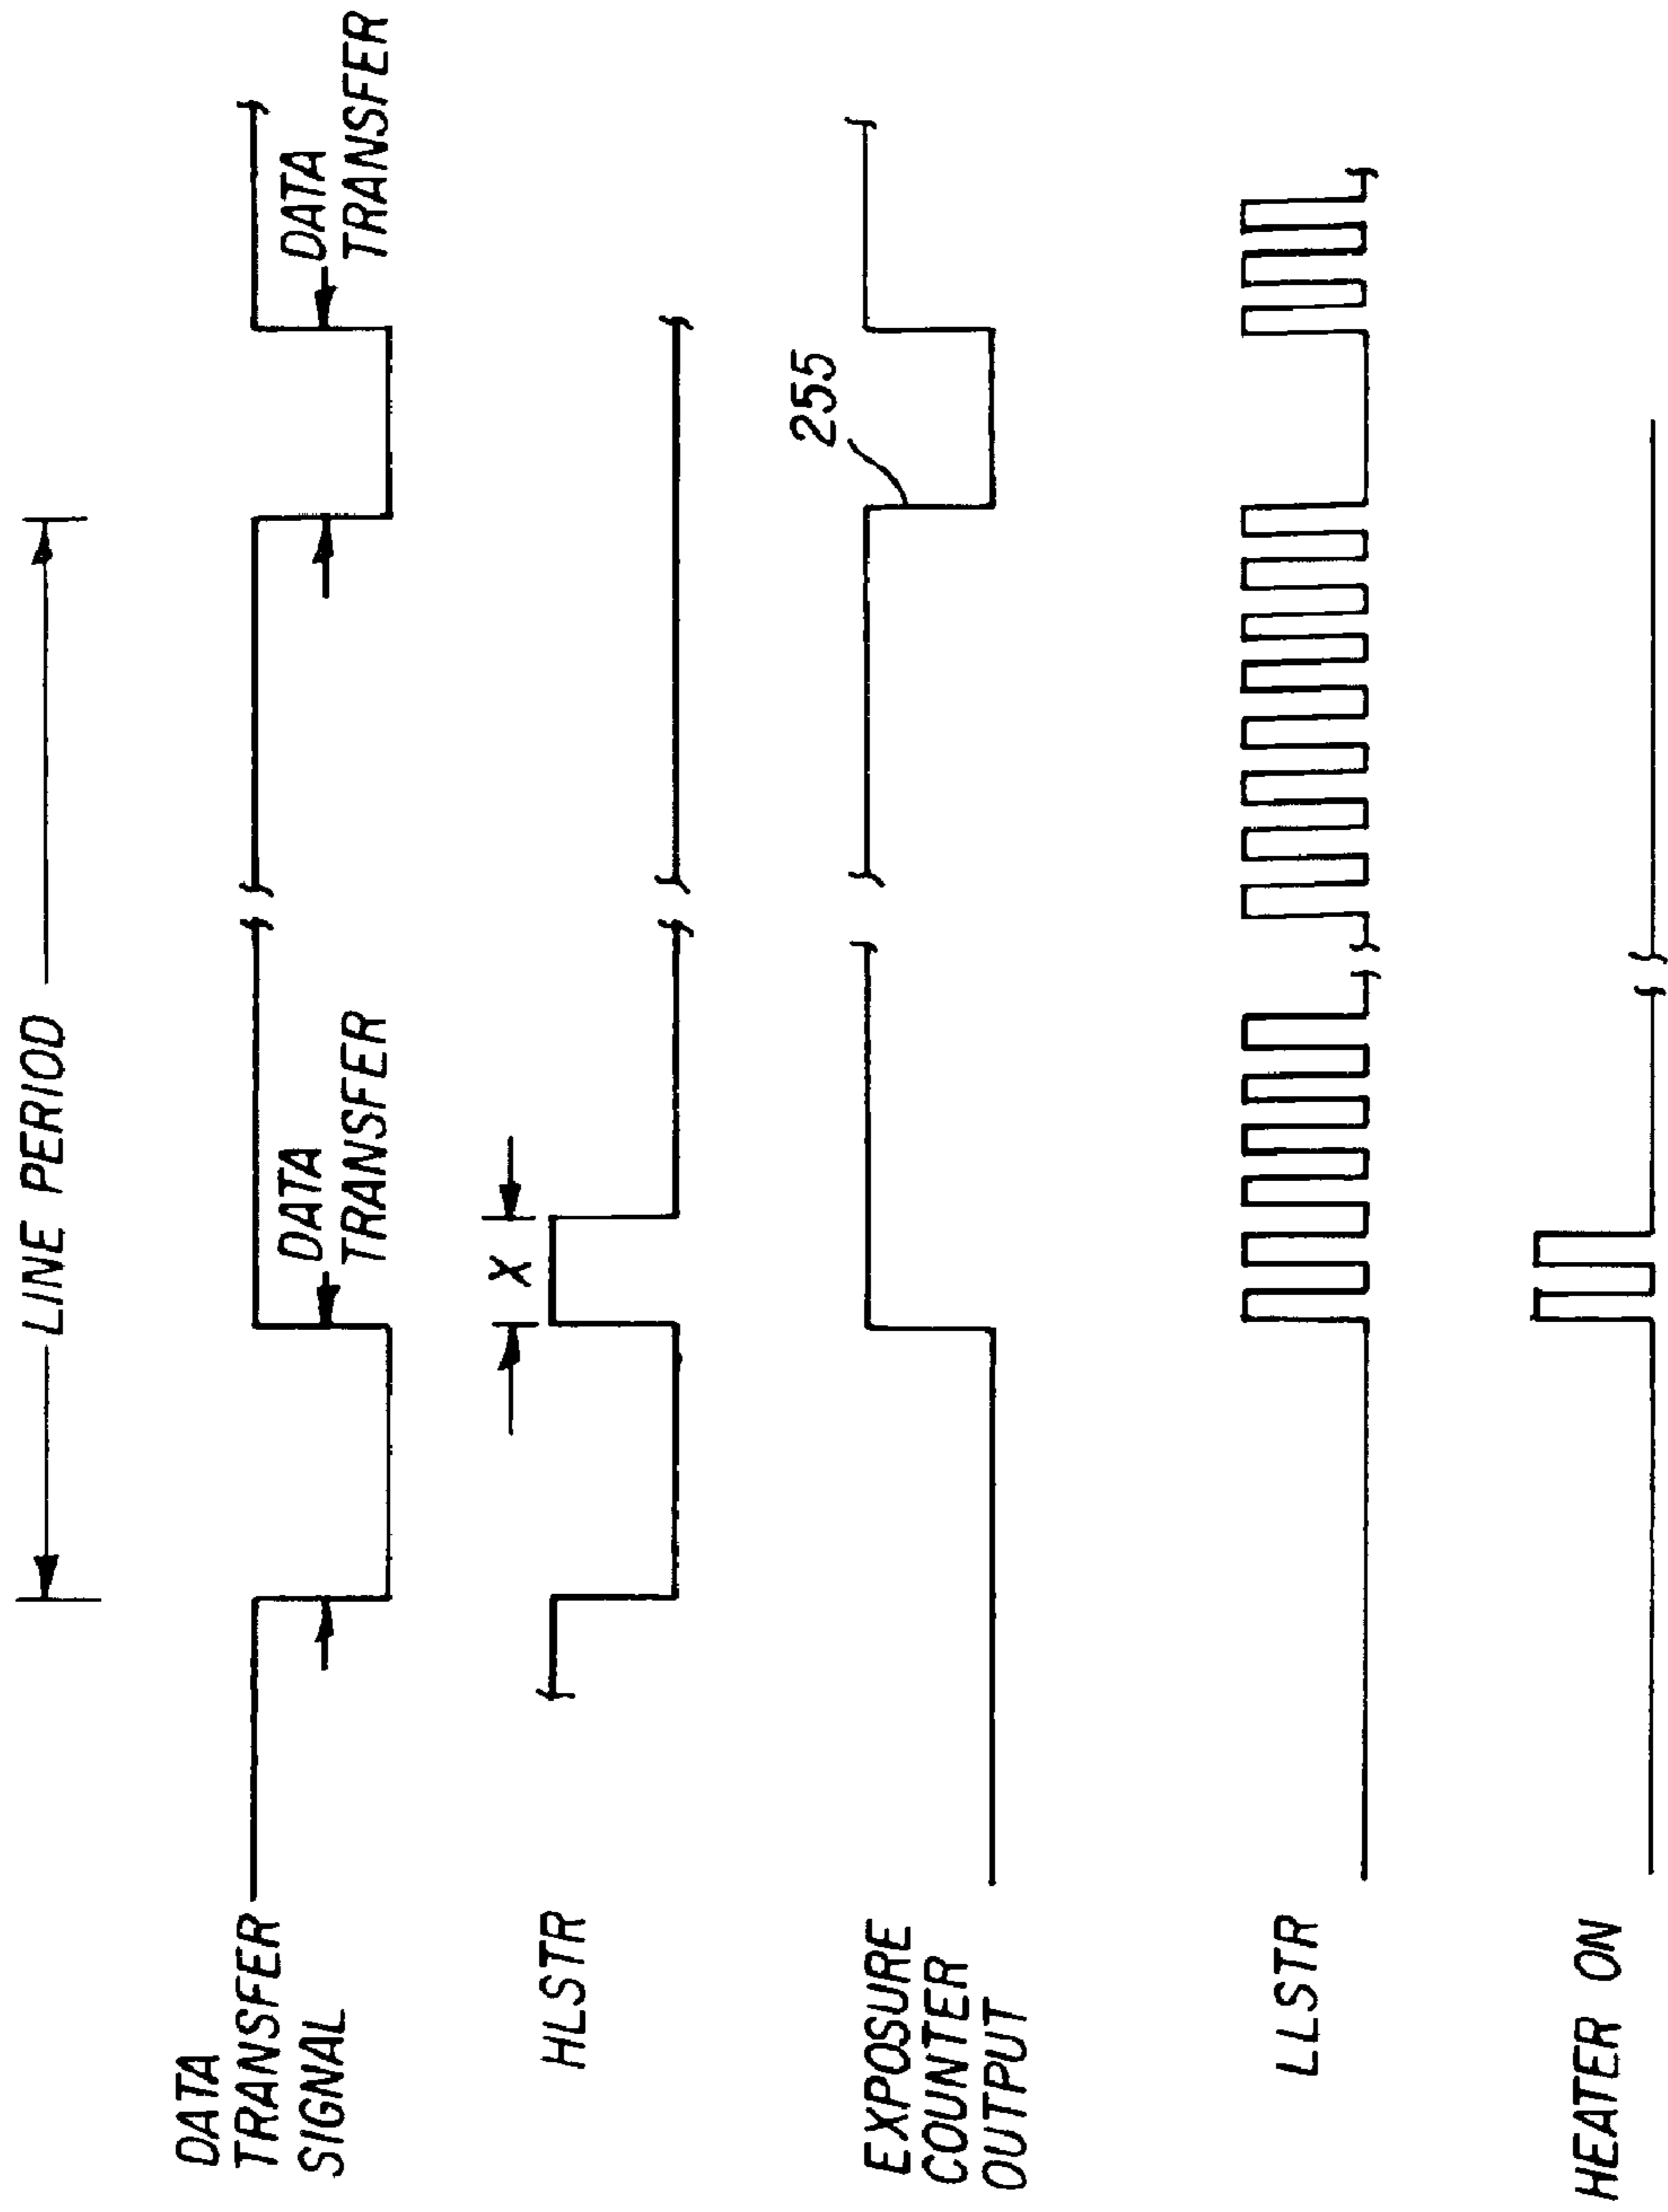 LINE PERIOD
DATA
TRANSFER
SIGNAL
DATA
TRANSFER
DATA
TRANSFER
HLSTR
X
EXPOSURE
COUNTER
OUTPUT
255
LLSTR
HEATER ON